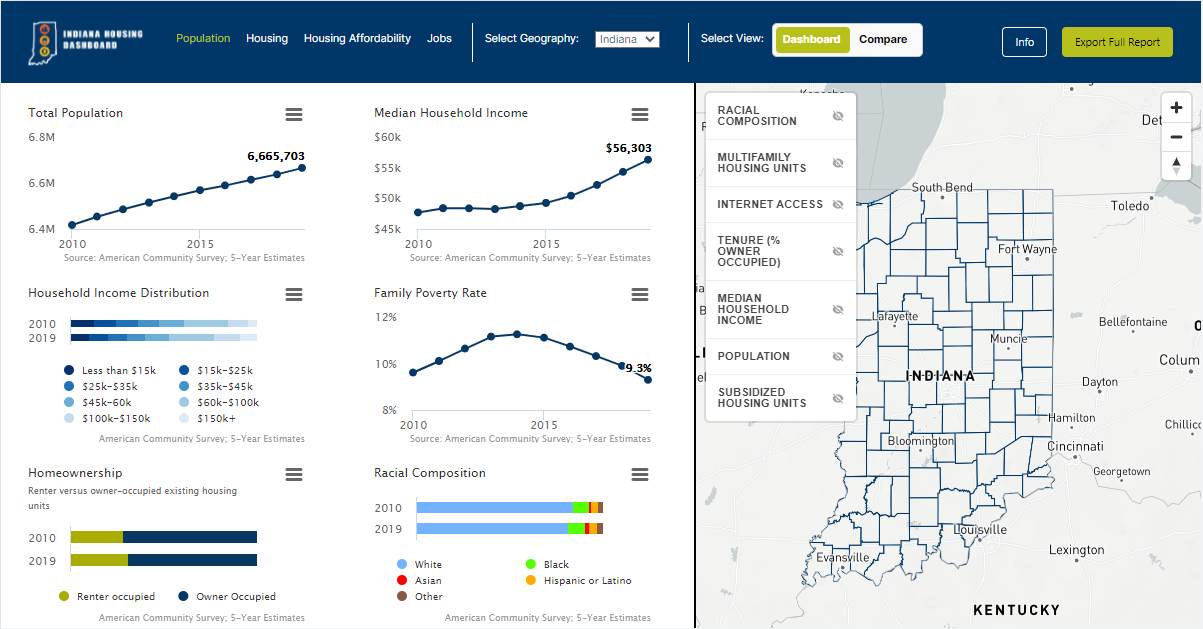 INDIANA HOUSING
DASHBOARD
Population
Housing
Housing Affordability
Jobs
Select Geography:
Indiana
Select View:
Dashboard
Compare
Info
Export Full Report
Total Population
6.8M
6.6M
6.4M
6,665,703
2010
2015
Source: American Community Survey; 5-Year Estimates
Median Household Income
$60k
$55k
$50k
$45k
$56,303
2010
2015
Source: American Community Survey; 5-Year Estimates
Household Income Distribution
2010
2019
Less than $15k
$15k-$25k
$25k-$35k
$35k-$45k
$45k-60k
$60k-$100k
$100k-$150k
$150k+
American Community Survey; 5-Year Estimates
Family Poverty Rate
12%
10%
8%
9.3%
2010
2015
Source: American Community Survey; 5-Year Estimates
Homeownership
Renter versus owner-occupied existing housing
units
2010
2019
Renter occupied
Owner Occupied
American Community Survey; 5-Year Estimates
Racial Composition
2010
2019
White
Black
Asian
Hispanic or Latino
Other
American Community Survey; 5-Year Estimates
RACIAL
COMPOSITION
MULTIFAMILY
HOUSING UNITS
INTERNET ACCESS
TENURE (%
OWNER
OCCUPIED)
MEDIAN
HOUSEHOLD
INCOME
POPULATION
SUBSIDIZED
HOUSING UNITS
South Bend
Toledo
Fort Wayne
Lafayette
Bellefontaine
Muncie
Colum
INDIANA
Dayton
Hamilton
Chillic
Bloomington
Cincinnati
Georgetown
Louisville
Lexington
Evansville
KENTUCKY
Det